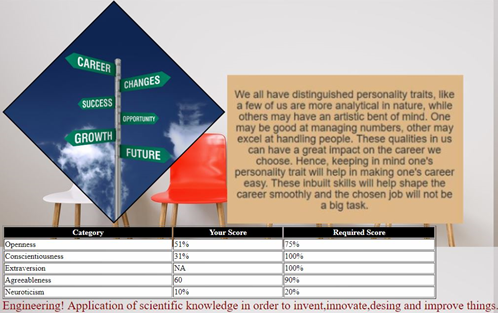 CAREER
CHANGES
SUCCESS
OPPORTUNITY
GROWTH
FUTURE
We all have distinguished personality traits, like
a few of us are more analytical in nature, while
others may have an artistic bent of mind. One
may be good at managing numbers, other may
excel at handling people. These qualities in us
can have a great impact on the career we
choose. Hence, keeping in mind one's
personality trait will help in making one's career
easy. These inbuilt skills will help shape the
career smoothly and the chosen job will not be
a big task.
Category Your Score Required Score
Openness 51% 75%
Conscientiousness 31% 100%
Extraversion NA 100%
Agreeableness 60 90%
Neuroticism 10% 20%
Engineering! Application of scientific knowledge in order to invent,innovate,desing and improve things.